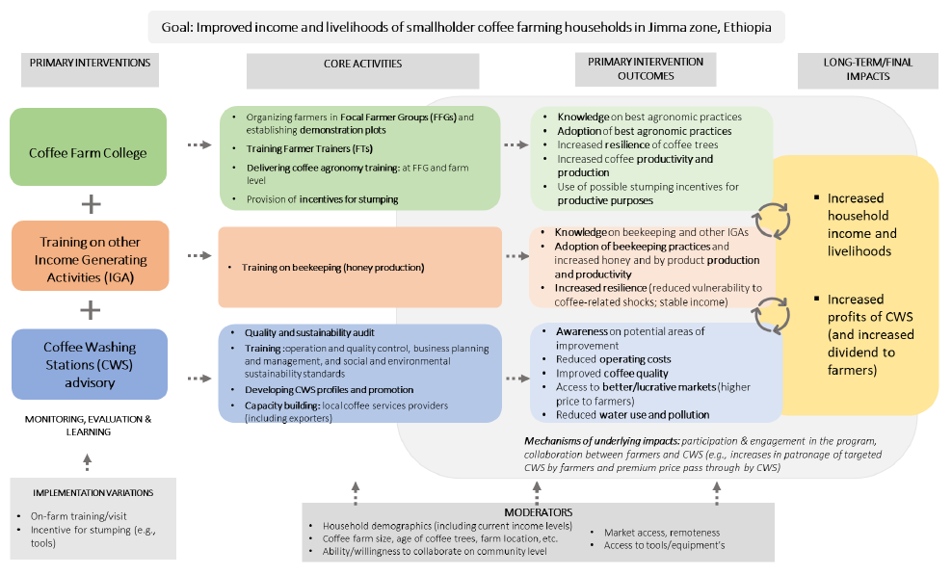 Goal: Improved income and livelihoods of smallholder coffee farming households in Jimma zone, Ethiopia
PRIMARY INTERVENTIONS
CORE ACTIVITIES
PRIMARY INTERVENTION
OUTCOMES
LONG-TERM/FINAL
IMPACTS
Coffee Farm College
• Organizing farmers in Focal Farmer Groups (FFGs) and
establishing demonstration plots
• Training Farmer Trainers (FTs)
• Delivering coffee agronomy training: at FFG and farm
level
• Provision of incentives for stumping
• Knowledge on best agronomic practices
• Adoption of best agronomic practices
• Increased resilience of coffee trees
• Increased coffee productivity and
production
• Use of possible stumping incentives for
productive purposes
+
Training on other
Income Generating
Activities (IGA)
• Training on beekeeping (honey production)
• Knowledge on beekeeping and other IGAs
• Adoption of beekeeping practices and
increased honey and by product production
and productivity
• Increased resilience (reduced vulnerability to
coffee-related shocks; stable income)
+
Coffee Washing
Stations (CWS)
advisory
• Quality and sustainability audit
• Training :operation and quality control, business planning
and management, and social and environmental
sustainability standards
• Developing CWS profiles and promotion
• Capacity building: local coffee services providers
(including exporters)
• Awareness on potential areas of
improvement
• Reduced operating costs
• Improved coffee quality
• Access to better/lucrative markets (higher
price to farmers)
• Reduced water use and pollution
▪ Increased
household
income and
livelihoods
▪ Increased
profits of CWS
(and increased
dividend to
farmers)
MONITORING, EVALUATION &
LEARNING
Mechanisms of underlying impacts: participation & engagement in the program,
collaboration between farmers and CWS (e.g., increases in patronage of targeted
CWS by farmers and premium price pass through by CWS)
IMPLEMENTATION VARIATIONS
• On-farm training/visit
• Incentive for stumping (e.g.,
tools)
MODERATORS
• Household demographics (including current income levels)
• Coffee farm size, age of coffee trees, farm location, etc.
• Ability/willingness to collaborate on community level
• Market access, remoteness
• Access to tools/equipment's